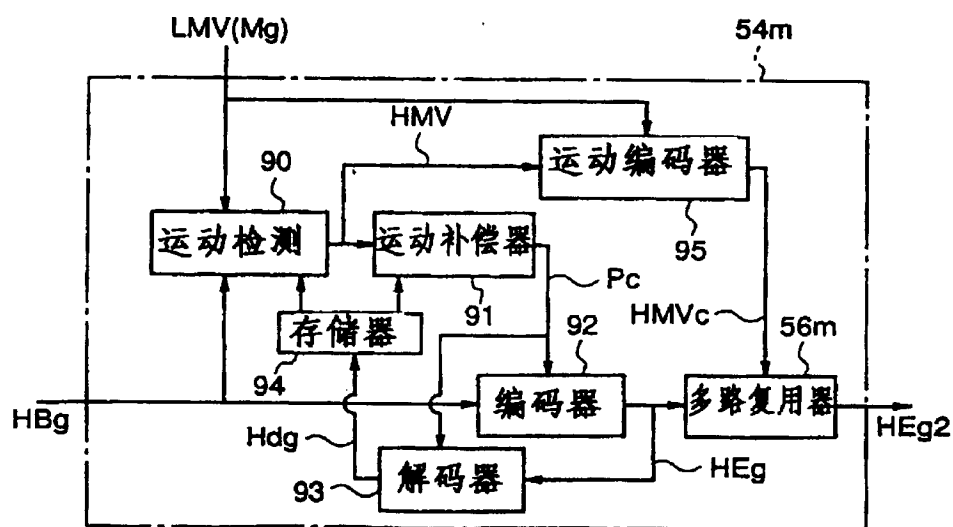 LMV(Mg)
54m
HMV
90
运动编码器
运动检测
运动补偿器
95
Pc
91
92
HMVc
56m
存储器
94
编码器
多路复用器
HBg
HEg2
Hdg
HEg
93
解码器